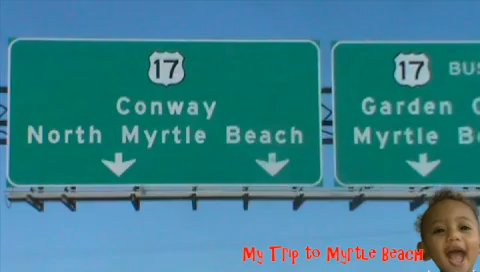 17
Conway
North Myrtle Beach
17 BUS
Garden
Myrtle
My Trip to Myrtle Beach